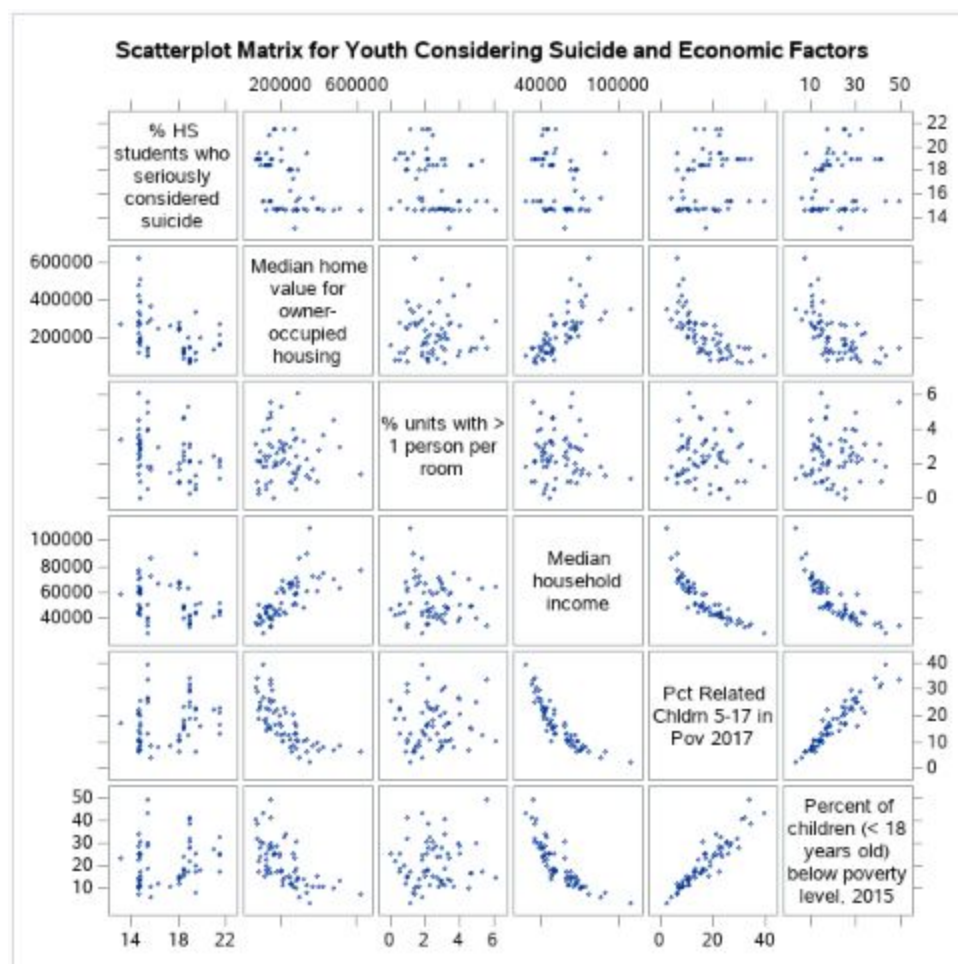 Scatterplot Matrix for Youth Considering Suicide and Economic Factors
200000 600000 40000 100000 10 30 50
% HS
students who
seriously
considered
suicide
22
20
18
16
14
600000
400000
200000
Median home
value for
owner-
occupied
housing
% units with >
1 person per
room
6
4
2
0
100000
80000
60000
40000
Median
household
income
Pct Related
Chldrn 5-17 in
Pov 2017
40
30
20
10
0
50
40
30
20
10
Percent of
children (< 18
years old)
below poverty
level, 2015
14 18 22 0 2 4 6 0 20 40